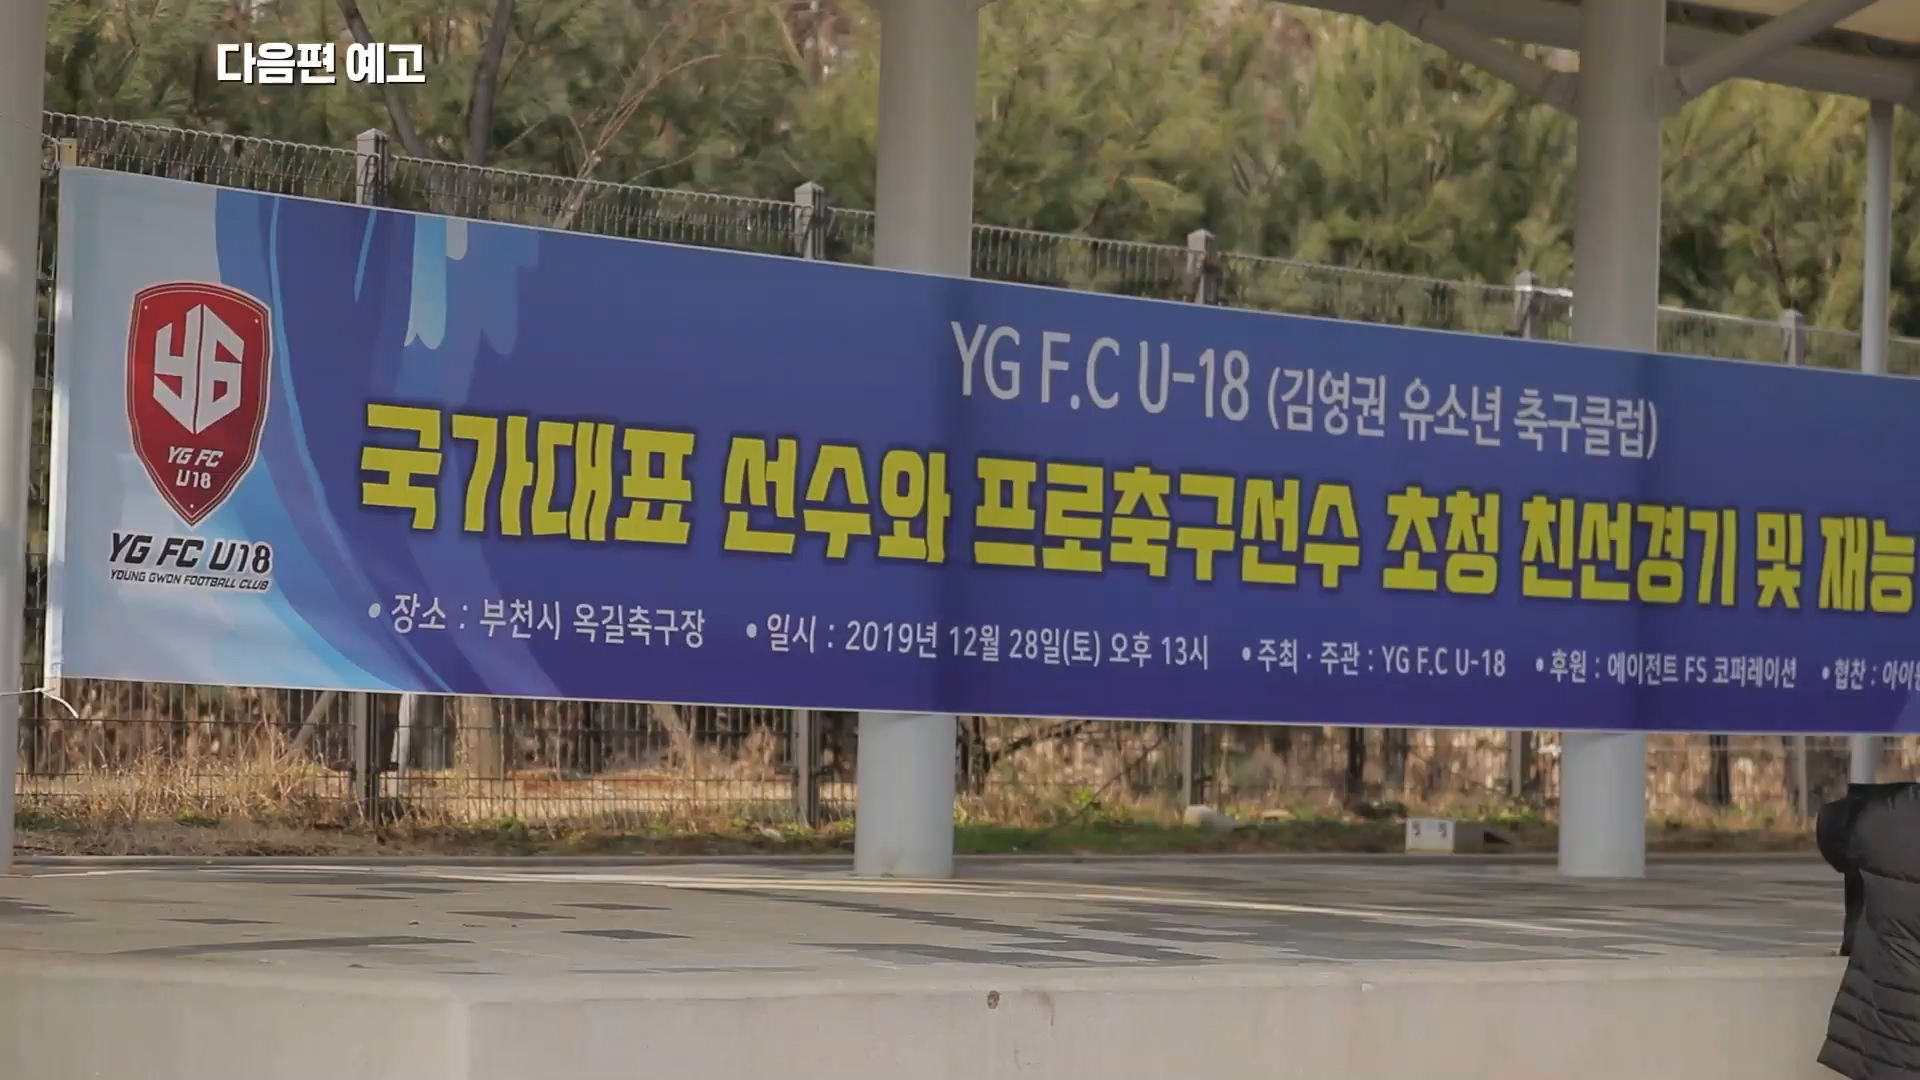 다음편 예고
YG F.C U-18 (김영권 유소년 축구클럽)
국가대표 선수와 프로축구선수 초청 친선경기 및 재능
• 장소 : 부천시 옥길축구장 • 일시 : 2019년 12월 28일(토) 오후 13시 • 주최 · 주관 : YG F.C U-18 • 후원 : 에이전트 FS 코퍼레이션 • 협찬 :
YG
YG FC
U18
YG FC U18
YOUNG GWON FOOTBALL CLUB